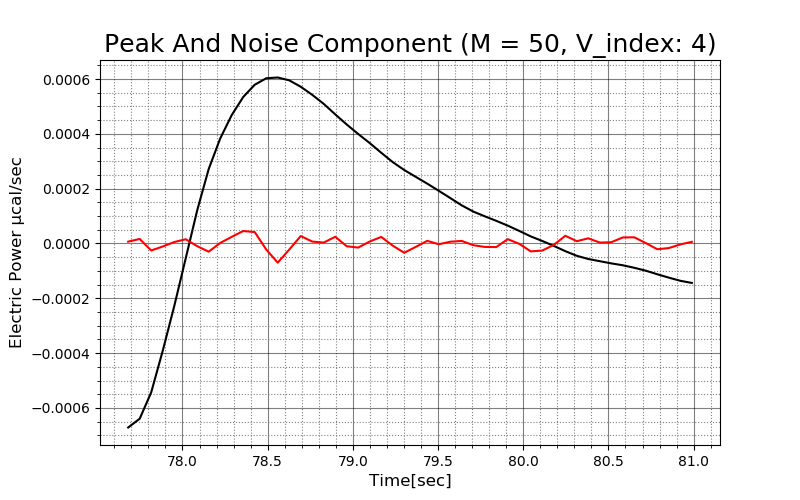 Peak And Noise Component (M = 50, V_index: 4)
0.0006
0.0004
0.0002
0.0000
−0.0002
−0.0004
−0.0006
Electric Power μcal/sec
78.0 78.5 79.0 79.5 80.0 80.5 81.0
Time[sec]